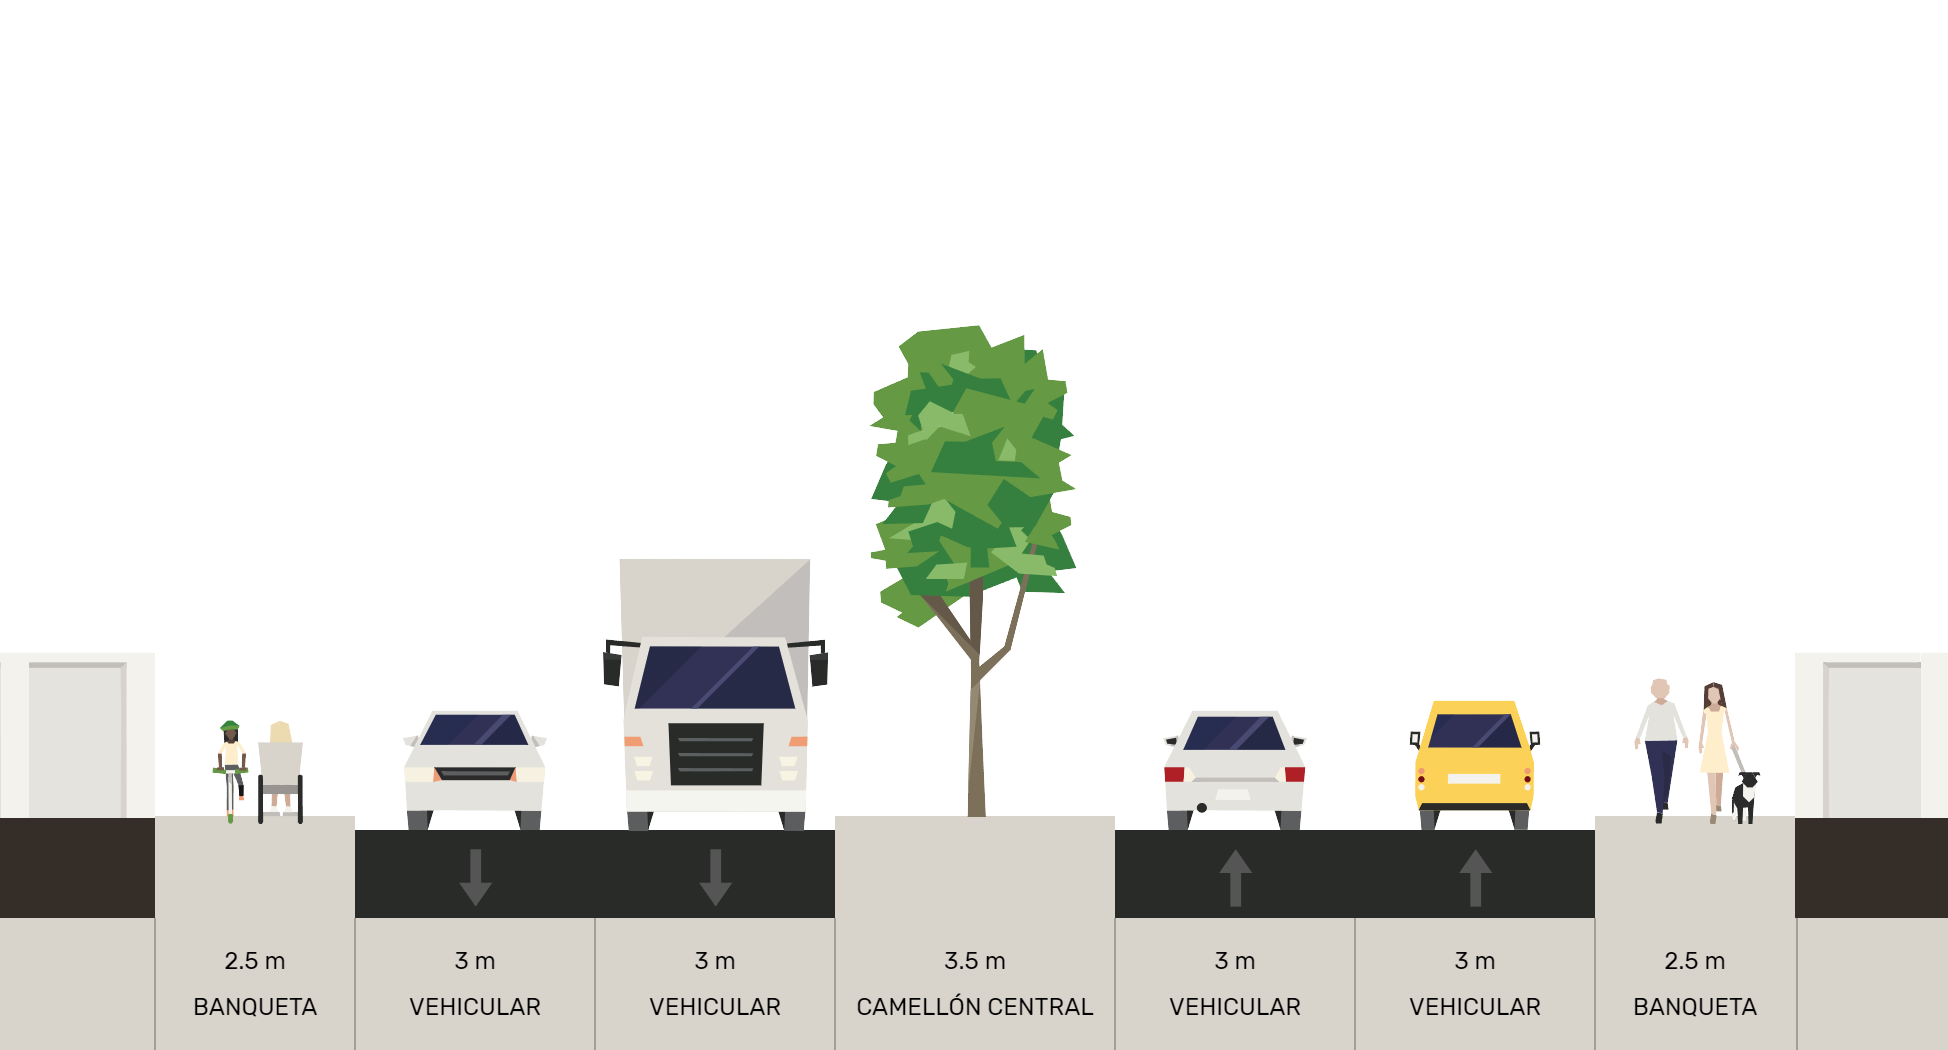 2.5 m
BANQUETA
3 m
VEHICULAR
3 m
VEHICULAR
3.5 m
CAMELLÓN CENTRAL
3 m
VEHICULAR
3 m
VEHICULAR
2.5 m
BANQUETA